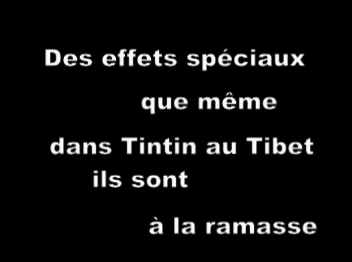 Des effets spéciaux
que même
dans Tintin au Tibet
ils sont
à la ramasse